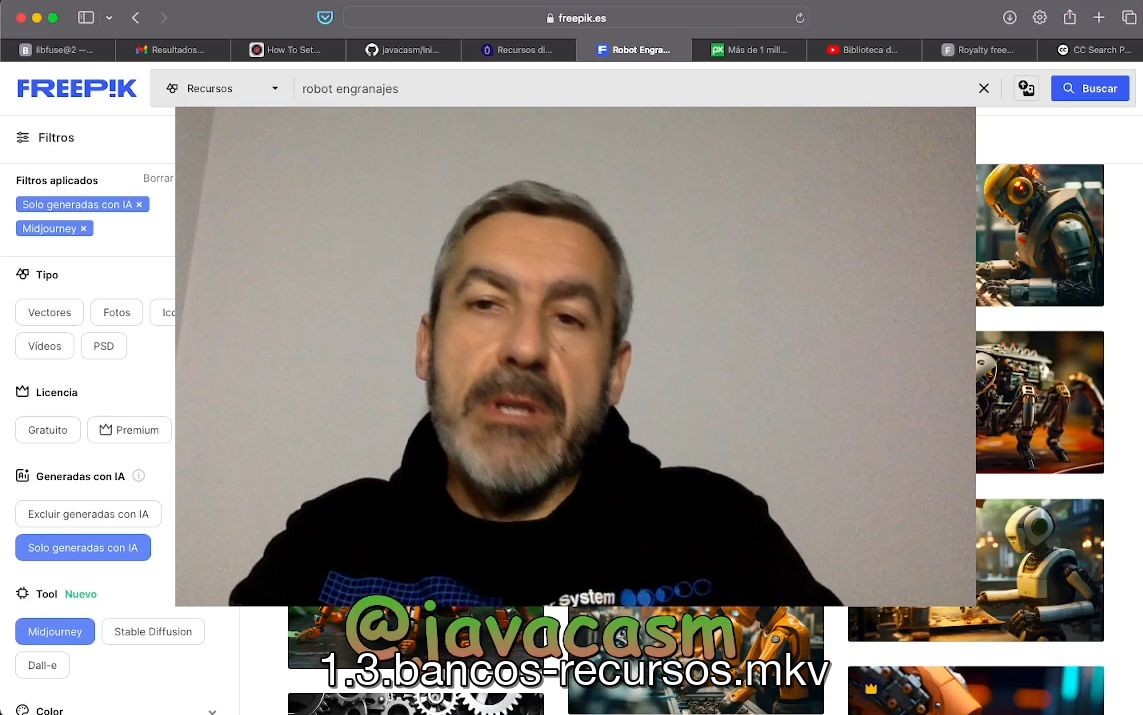 freepik.es
libfuse@2 —...
Resultados...
How To Set...
javacasm/ini...
Recursos di...
Robot Engra...
Más de 1 mill...
Biblioteca d...
Royalty free...
CC Search P...
FREEPIK
Recursos
robot engranajes
Buscar
Filtros
Filtros aplicados
Borrar
Solo generadas con IA ×
Midjourney ×
Tipo
Vectores
Fotos
Ico
Vídeos
PSD
Licencia
Gratuito
Premium
Generadas con IA
Excluir generadas con IA
Solo generadas con IA
Tool Nuevo
Midjourney
Stable Diffusion
Dall-e
Color
system
@javacasm
1.3.bancos-recursos.mkv